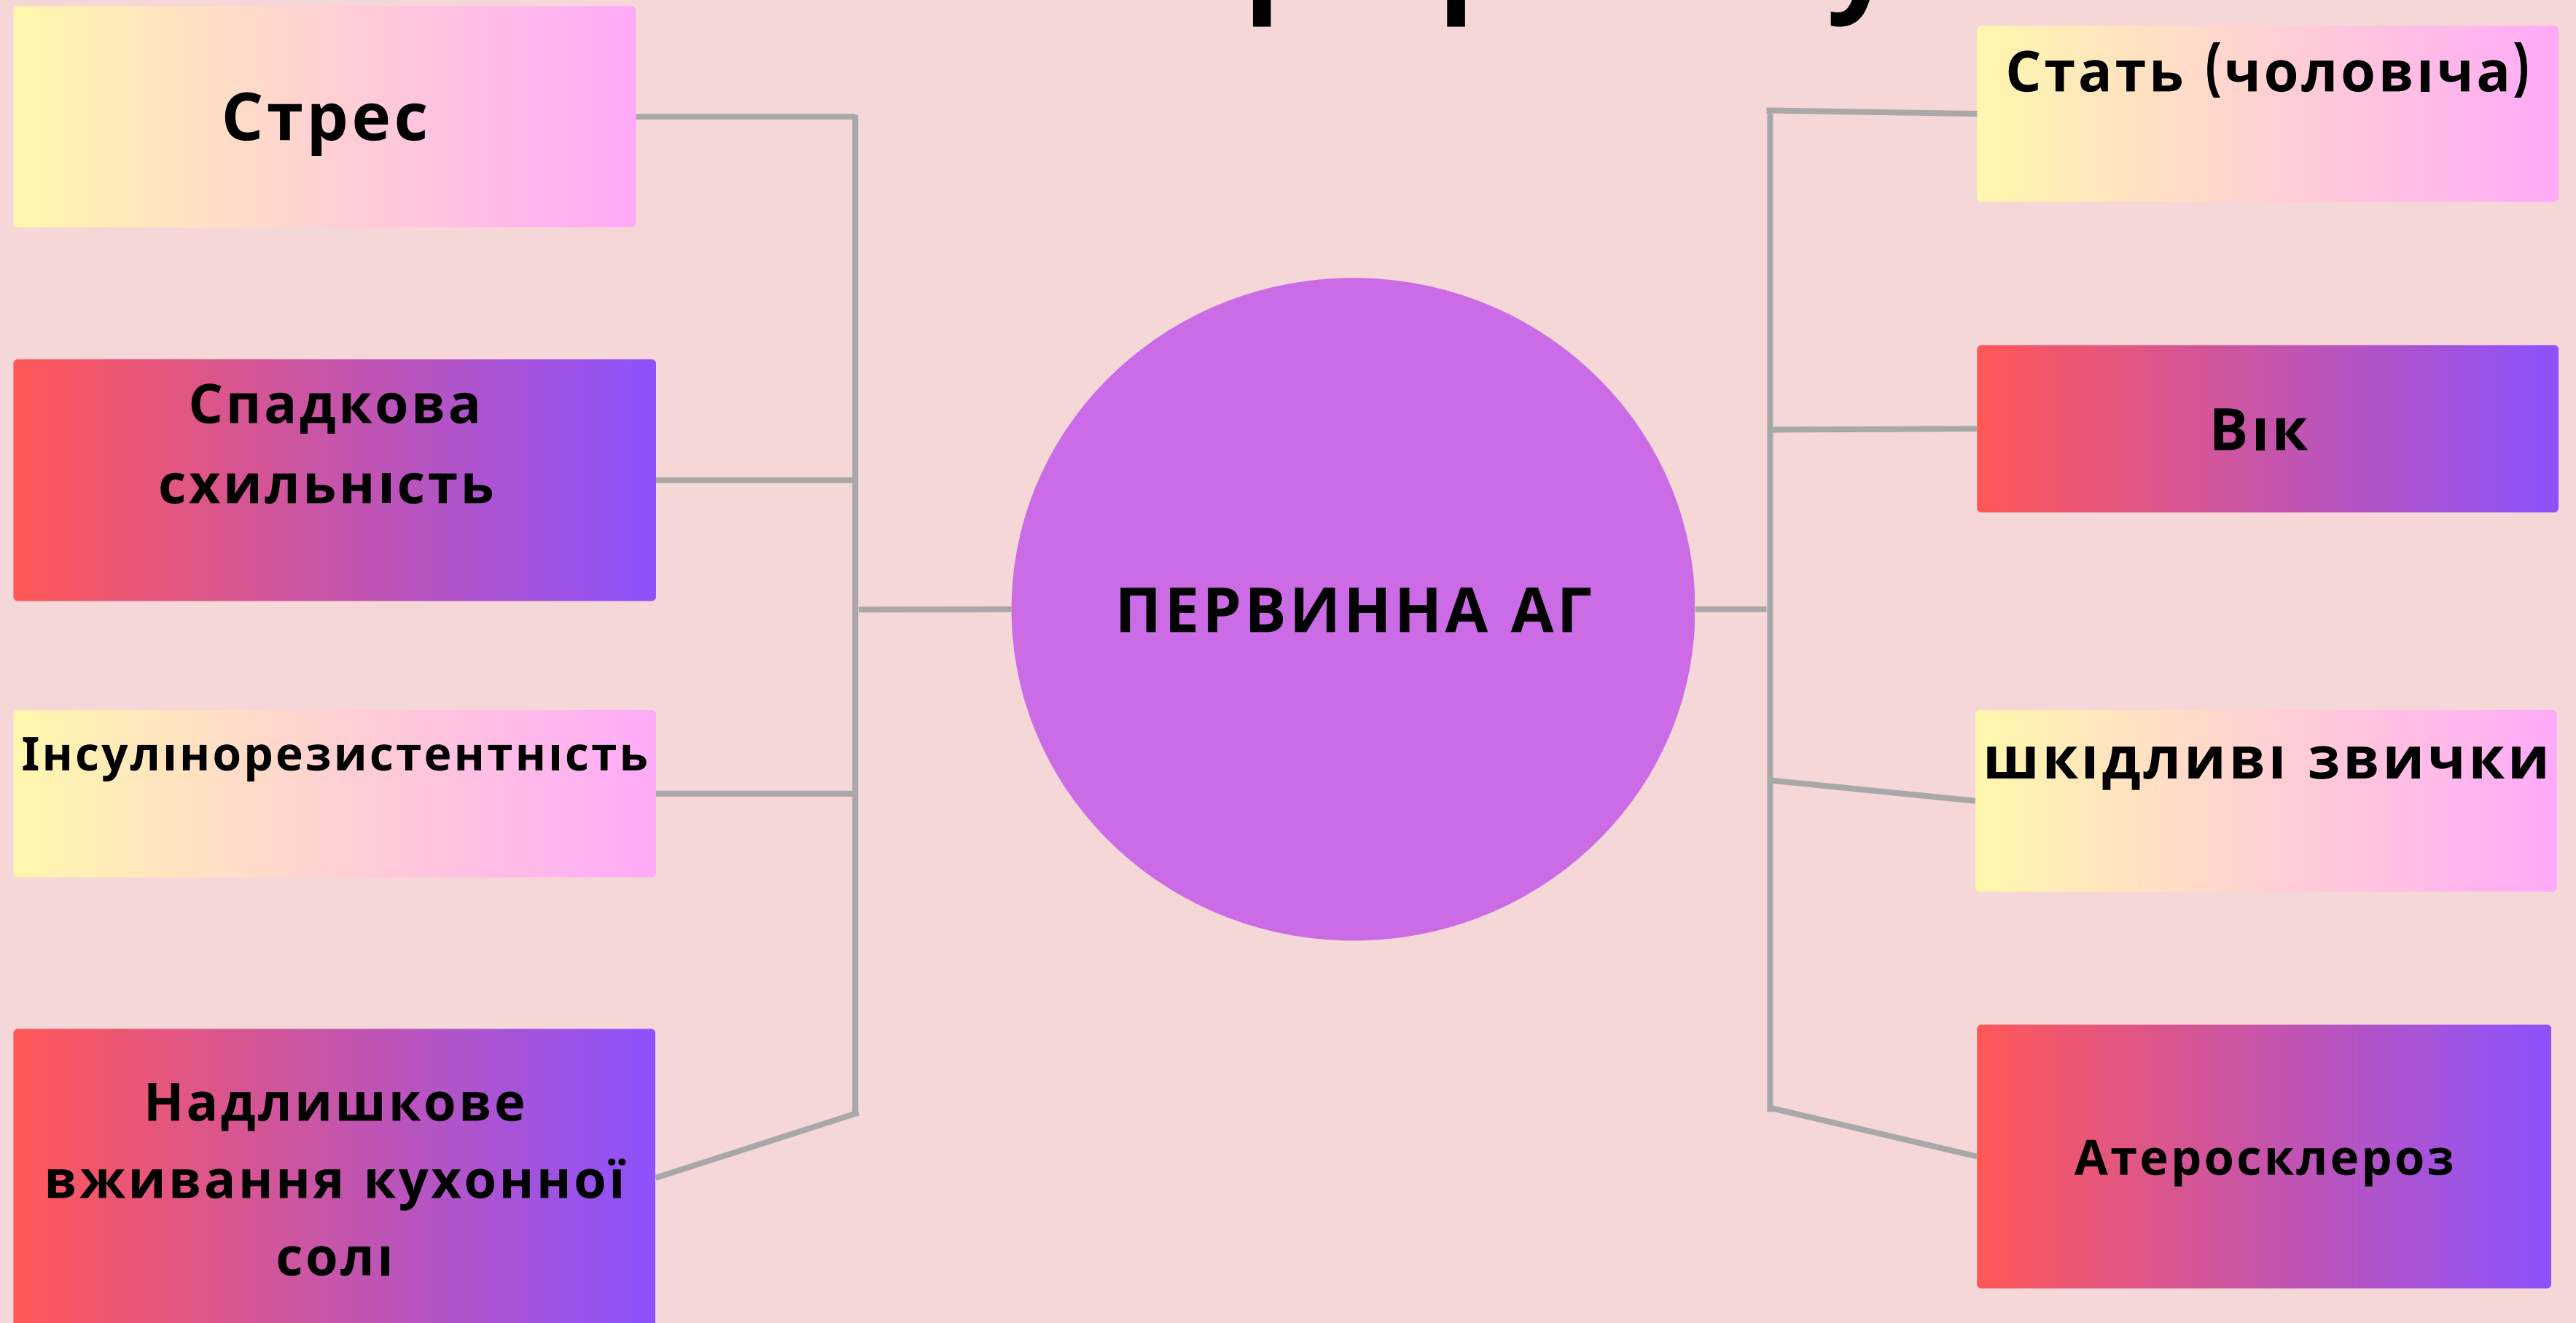 Стрес
Спадкова
схильність
Інсулінорезистентність
Надлишкове
вживання кухонної
солі
ПЕРВИННА АГ
Стать (чоловіча)
Вік
шкідливі звички
Атеросклероз